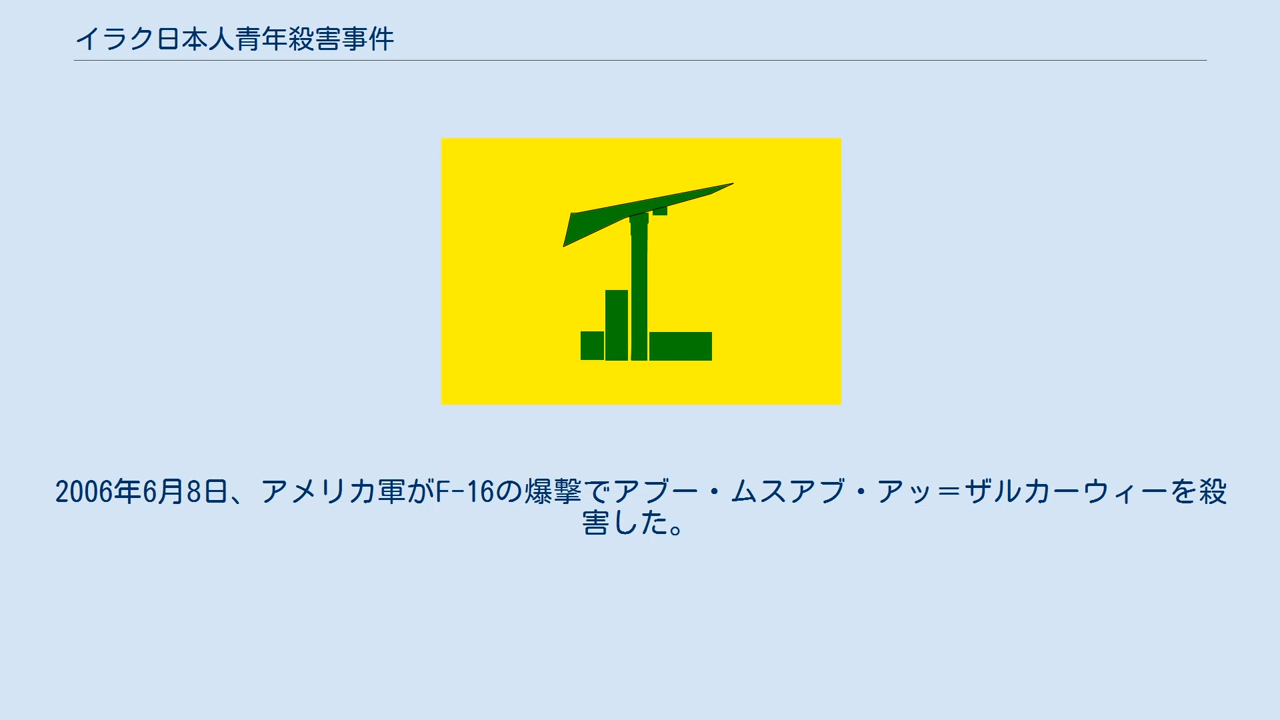 イラク日本人青年殺害事件
2006年6月8日、アメリカ軍がF-16の爆撃でアブー・ムスアブ・アッ＝ザルカーウィーを殺
害した。